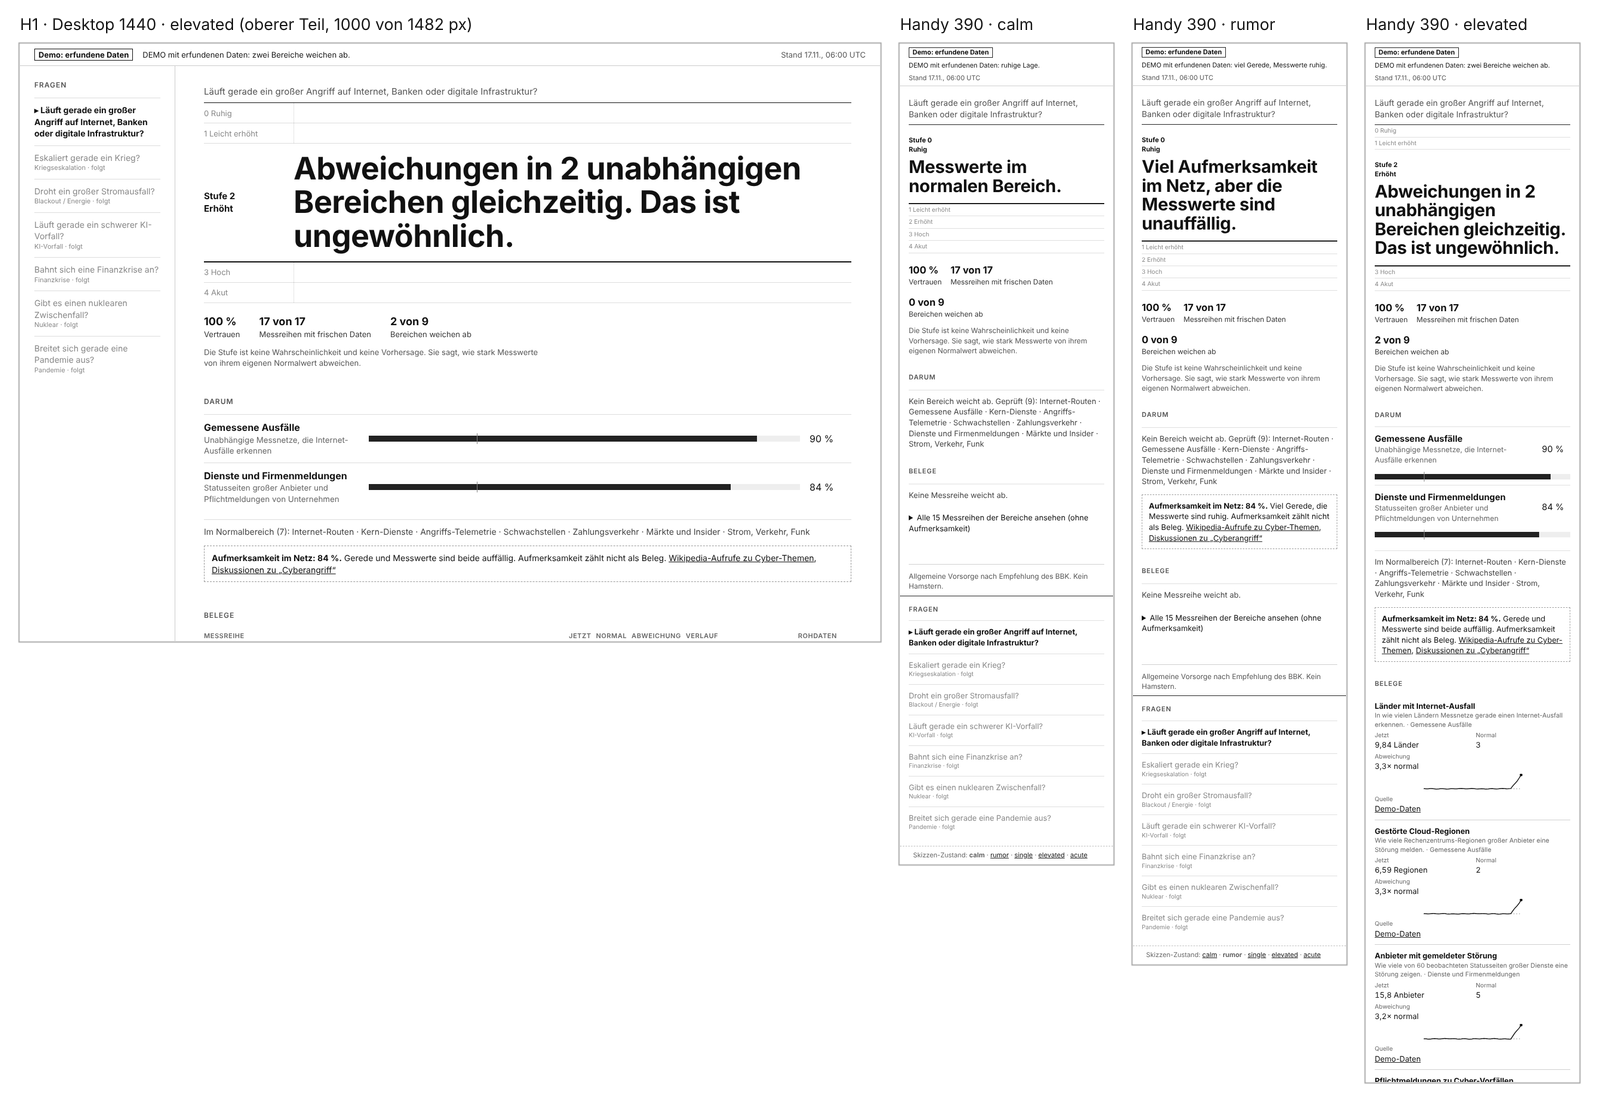 H1 · Desktop 1440 · elevated (oberer Teil, 1000 von 1482 px)
Demo: erfundene Daten DEMO mit erfundenen Daten: zwei Bereiche weichen ab. Stand 17.11., 06:00 UTC
FRAGEN
▸ Läuft gerade ein großer
Angriff auf Internet, Banken
oder digitale Infrastruktur?
Eskaliert gerade ein Krieg?
Kriegseskalation · folgt
Droht ein großer Stromausfall?
Blackout / Energie · folgt
Läuft gerade ein schwerer KI-
Vorfall?
KI-Vorfall · folgt
Bahnt sich eine Finanzkrise an?
Finanzkrise · folgt
Gibt es einen nuklearen
Zwischenfall?
Nuklear · folgt
Breitet sich gerade eine
Pandemie aus?
Pandemie · folgt
Läuft gerade ein großer Angriff auf Internet, Banken oder digitale Infrastruktur?
0 Ruhig
1 Leicht erhöht
Stufe 2
Erhöht
Abweichungen in 2 unabhängigen
Bereichen gleichzeitig. Das ist
ungewöhnlich.
3 Hoch
4 Akut
100 % 17 von 17 2 von 9
Vertrauen Messreihen mit frischen Daten Bereichen weichen ab
Die Stufe ist keine Wahrscheinlichkeit und keine Vorhersage. Sie sagt, wie stark Messwerte
von ihrem eigenen Normalwert abweichen.
DARUM
Gemessene Ausfälle
Unabhängige Messnetze, die Internet-
Ausfälle erkennen
90 %
Dienste und Firmenmeldungen
Statusseiten großer Anbieter und
Pflichtmeldungen von Unternehmen
84 %
Im Normalbereich (7): Internet-Routen · Kern-Dienste · Angriffs-Telemetrie · Schwachstellen · Zahlungsverkehr · Märkte und Insider · Strom, Verkehr, Funk
Aufmerksamkeit im Netz: 84 %. Gerede und Messwerte sind beide auffällig. Aufmerksamkeit zählt nicht als Beleg. Wikipedia-Aufrufe zu Cyber-Themen,
Diskussionen zu „Cyberangriff“
BELEGE
MESSREIHE JETZT NORMAL ABWEICHUNG VERLAUF ROHDATEN
Handy 390 · calm
Demo: erfundene Daten
DEMO mit erfundenen Daten: ruhige Lage.
Stand 17.11., 06:00 UTC
Läuft gerade ein großer Angriff auf Internet,
Banken oder digitale Infrastruktur?
Stufe 0
Ruhig
Messwerte im
normalen Bereich.
1 Leicht erhöht
2 Erhöht
3 Hoch
4 Akut
100 % 17 von 17
Vertrauen Messreihen mit frischen Daten
0 von 9
Bereichen weichen ab
Die Stufe ist keine Wahrscheinlichkeit und keine
Vorhersage. Sie sagt, wie stark Messwerte von ihrem
eigenen Normalwert abweichen.
DARUM
Kein Bereich weicht ab. Geprüft (9): Internet-Routen ·
Gemessene Ausfälle · Kern-Dienste · Angriffs-
Telemetrie · Schwachstellen · Zahlungsverkehr ·
Dienste und Firmenmeldungen · Märkte und Insider ·
Strom, Verkehr, Funk
BELEGE
Keine Messreihe weicht ab.
▶ Alle 15 Messreihen der Bereiche ansehen (ohne
Aufmerksamkeit)
Allgemeine Vorsorge nach Empfehlung des BBK. Kein
Hamstern.
FRAGEN
▸ Läuft gerade ein großer Angriff auf Internet,
Banken oder digitale Infrastruktur?
Eskaliert gerade ein Krieg?
Kriegseskalation · folgt
Droht ein großer Stromausfall?
Blackout / Energie · folgt
Läuft gerade ein schwerer KI-Vorfall?
KI-Vorfall · folgt
Bahnt sich eine Finanzkrise an?
Finanzkrise · folgt
Gibt es einen nuklearen Zwischenfall?
Nuklear · folgt
Breitet sich gerade eine Pandemie aus?
Pandemie · folgt
Skizzen-Zustand: calm · rumor · single · elevated · acute
Handy 390 · rumor
Demo: erfundene Daten
DEMO mit erfundenen Daten: viel Gerede, Messwerte ruhig.
Stand 17.11., 06:00 UTC
Läuft gerade ein großer Angriff auf Internet,
Banken oder digitale Infrastruktur?
Stufe 0
Ruhig
Viel Aufmerksamkeit
im Netz, aber die
Messwerte sind
unauffällig.
1 Leicht erhöht
2 Erhöht
3 Hoch
4 Akut
100 % 17 von 17
Vertrauen Messreihen mit frischen Daten
0 von 9
Bereichen weichen ab
Die Stufe ist keine Wahrscheinlichkeit und keine
Vorhersage. Sie sagt, wie stark Messwerte von ihrem
eigenen Normalwert abweichen.
DARUM
Kein Bereich weicht ab. Geprüft (9): Internet-Routen ·
Gemessene Ausfälle · Kern-Dienste · Angriffs-
Telemetrie · Schwachstellen · Zahlungsverkehr ·
Dienste und Firmenmeldungen · Märkte und Insider ·
Strom, Verkehr, Funk
Aufmerksamkeit im Netz: 84 %. Viel Gerede, die
Messwerte sind ruhig. Aufmerksamkeit zählt nicht
als Beleg. Wikipedia-Aufrufe zu Cyber-Themen,
Diskussionen zu „Cyberangriff“
BELEGE
Keine Messreihe weicht ab.
▶ Alle 15 Messreihen der Bereiche ansehen (ohne
Aufmerksamkeit)
Allgemeine Vorsorge nach Empfehlung des BBK. Kein
Hamstern.
FRAGEN
▸ Läuft gerade ein großer Angriff auf Internet,
Banken oder digitale Infrastruktur?
Eskaliert gerade ein Krieg?
Kriegseskalation · folgt
Droht ein großer Stromausfall?
Blackout / Energie · folgt
Läuft gerade ein schwerer KI-Vorfall?
KI-Vorfall · folgt
Bahnt sich eine Finanzkrise an?
Finanzkrise · folgt
Gibt es einen nuklearen Zwischenfall?
Nuklear · folgt
Breitet sich gerade eine Pandemie aus?
Pandemie · folgt
Skizzen-Zustand: calm · rumor · single · elevated · acute
Handy 390 · elevated
Demo: erfundene Daten
DEMO mit erfundenen Daten: zwei Bereiche weichen ab.
Stand 17.11., 06:00 UTC
Läuft gerade ein großer Angriff auf Internet,
Banken oder digitale Infrastruktur?
0 Ruhig
1 Leicht erhöht
Stufe 2
Erhöht
Abweichungen in 2
unabhängigen
Bereichen gleichzeitig.
Das ist ungewöhnlich.
3 Hoch
4 Akut
100 % 17 von 17
Vertrauen Messreihen mit frischen Daten
2 von 9
Bereichen weichen ab
Die Stufe ist keine Wahrscheinlichkeit und keine
Vorhersage. Sie sagt, wie stark Messwerte von ihrem
eigenen Normalwert abweichen.
DARUM
Gemessene Ausfälle
Unabhängige Messnetze, die Internet-
Ausfälle erkennen
90 %
Dienste und Firmenmeldungen
Statusseiten großer Anbieter und
Pflichtmeldungen von Unternehmen
84 %
Im Normalbereich (7): Internet-Routen · Kern-Dienste
· Angriffs-Telemetrie · Schwachstellen ·
Zahlungsverkehr · Märkte und Insider · Strom,
Verkehr, Funk
Aufmerksamkeit im Netz: 84 %. Gerede und
Messwerte sind beide auffällig. Aufmerksamkeit
zählt nicht als Beleg. Wikipedia-Aufrufe zu Cyber-
Themen, Diskussionen zu „Cyberangriff“
BELEGE
Länder mit Internet-Ausfall
In wie vielen Ländern Messnetze gerade einen Internet-Ausfall
erkennen. · Gemessene Ausfälle
Jetzt Normal
9,84 Länder 3
Abweichung
3,3× normal
Quelle
Demo-Daten
Gestörte Cloud-Regionen
Wie viele Rechenzentrums-Regionen großer Anbieter eine
Störung melden. · Gemessene Ausfälle
Jetzt Normal
6,59 Regionen 2
Abweichung
3,3× normal
Quelle
Demo-Daten
Anbieter mit gemeldeter Störung
Wie viele von 60 beobachteten Statusseiten großer Dienste eine
Störung zeigen. · Dienste und Firmenmeldungen
Jetzt Normal
15,8 Anbieter 5
Abweichung
3,2× normal
Quelle
Demo-Daten
Pflichtmeldungen zu Cyber-Vorfällen